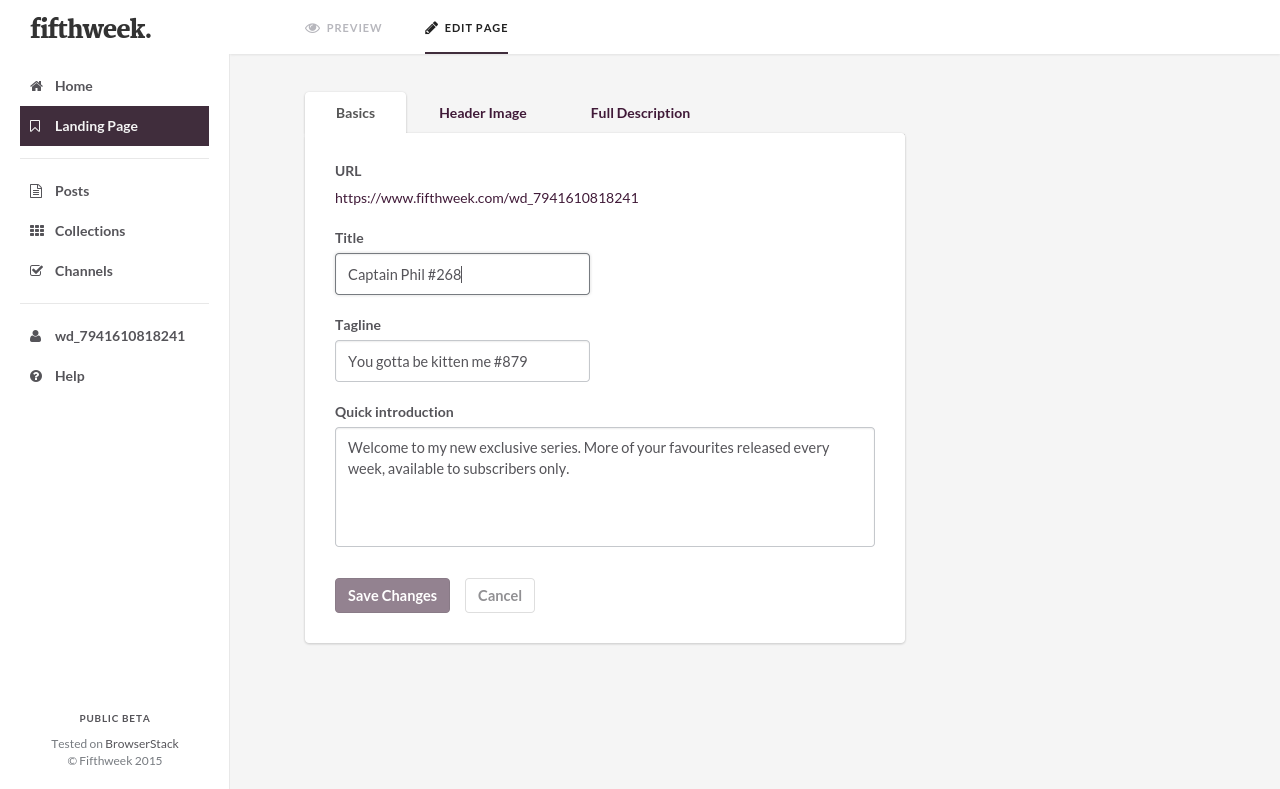 fifthweek.
PREVIEW
EDIT PAGE
Home
Landing Page
Posts
Collections
Channels
wd_7941610818241
Help
PUBLIC BETA
Tested on BrowserStack
© Fifthweek 2015
Basics
Header Image
Full Description
URL
https://www.fifthweek.com/wd_7941610818241
Title
Captain Phil #268
Tagline
You gotta be kitten me #879
Quick introduction
Welcome to my new exclusive series. More of your favourites released every
week, available to subscribers only.
Save Changes
Cancel